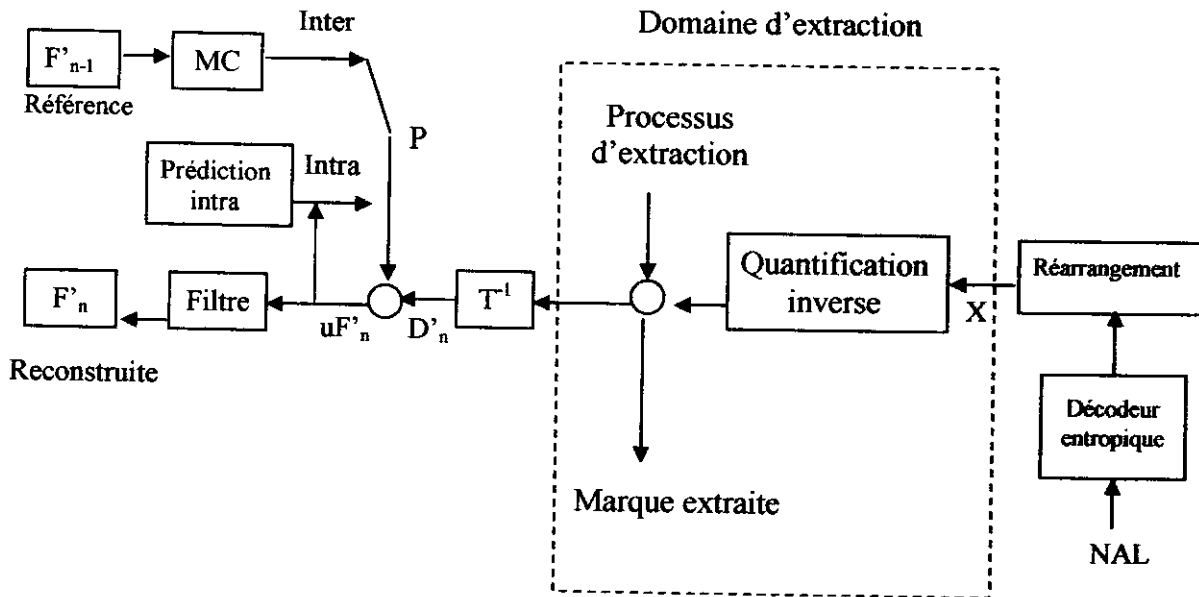 Inter
Domaine d'extraction
F'n-1
MC
Référence
P
Processus
d'extraction
Prédiction
intra
Intra
Quantification
inverse
Réarrangement
X
F'n
Filtre
uF'n
D'n
T-1
Reconstruite
Décodeur
entropique
Marque extraite
NAL